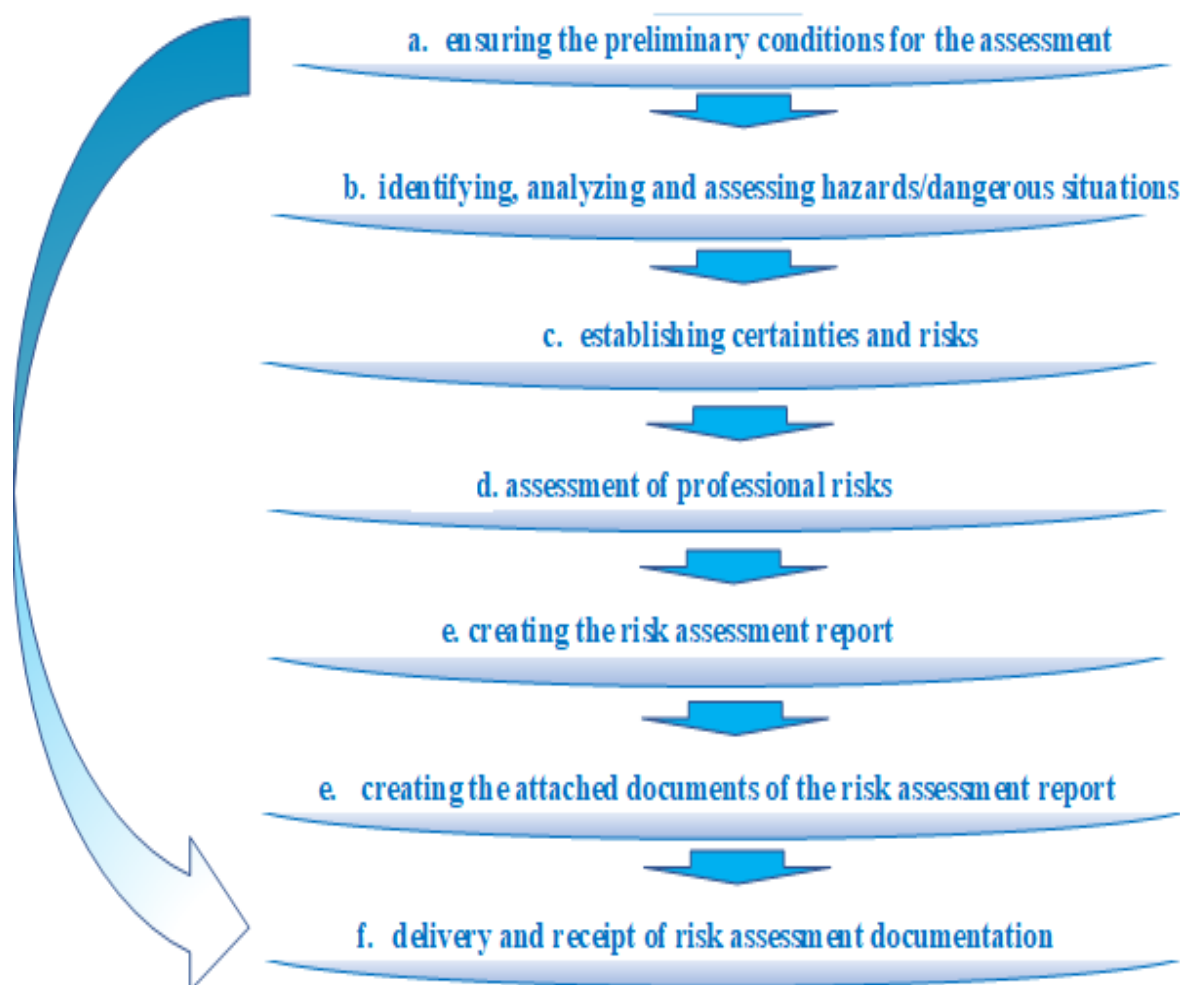 a. ensuring the preliminary conditions for the assessment
b. identifying, analyzing and assessing hazards/dangerous situations
c. establishing certainties and risks
d. assessment of professional risks
e. creating the risk assessment report
e. creating the attached documents of the risk assessment report
f. delivery and receipt of risk assessment documentation